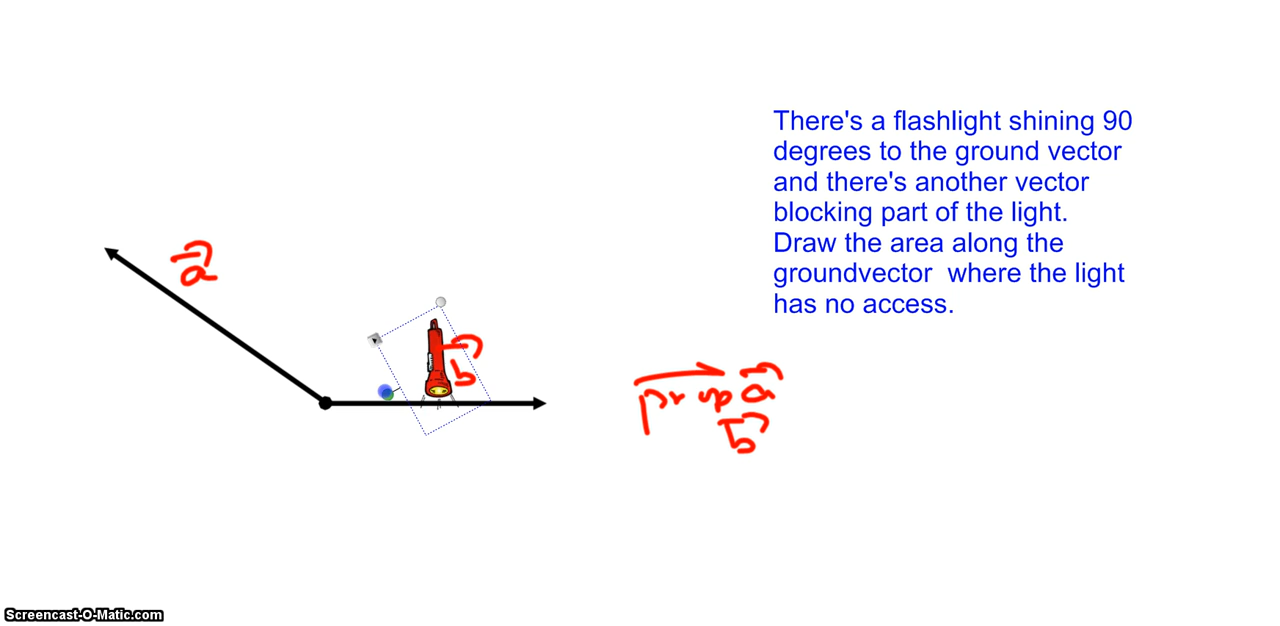 There's a flashlight shining 90
degrees to the ground vector
and there's another vector
blocking part of the light.
Draw the area along the
groundvector  where the light
has no access.
a
b
a
b
Screencast-O-Matic.com